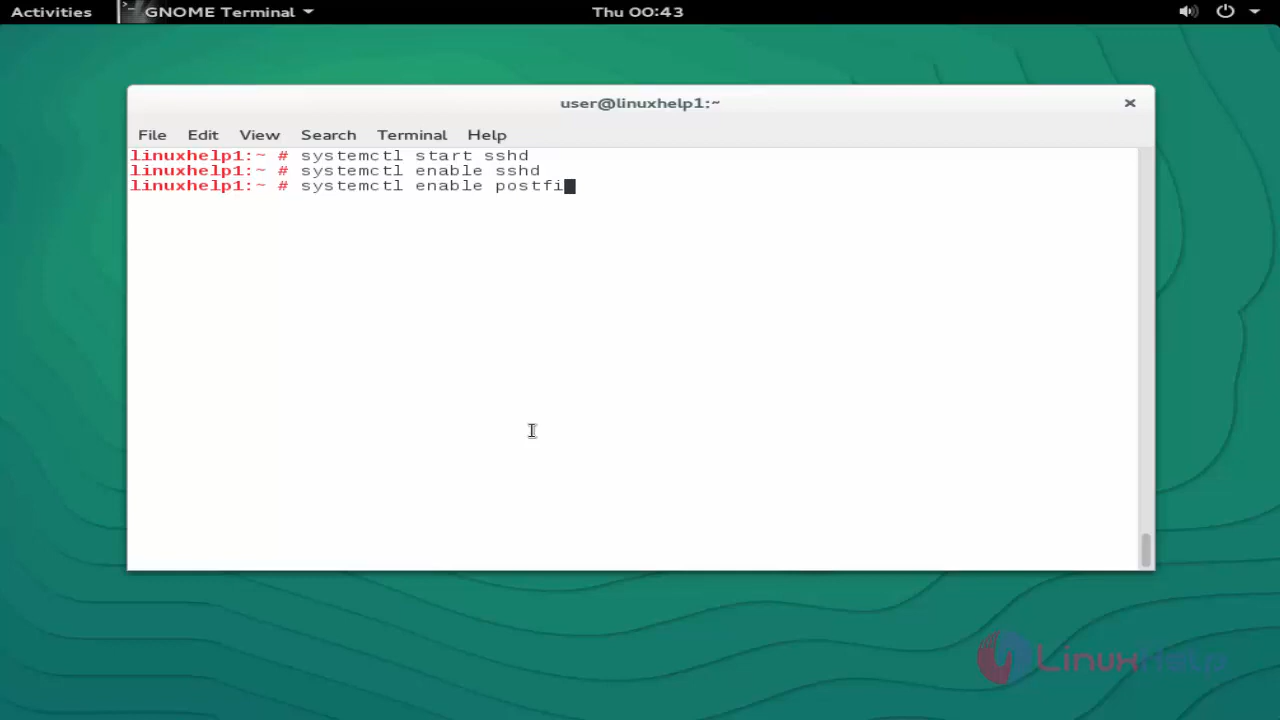 Activities GNOME Terminal Thu 00:43
user@linuxhelp1:~
File Edit View Search Terminal Help
linuxhelp1:~ # systemctl start sshd
linuxhelp1:~ # systemctl enable sshd
linuxhelp1:~ # systemctl enable postfi
LinuxHelp